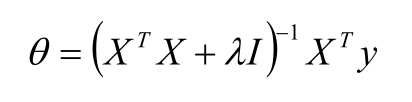 θ = (XᵀX + λI)⁻¹ Xᵀy